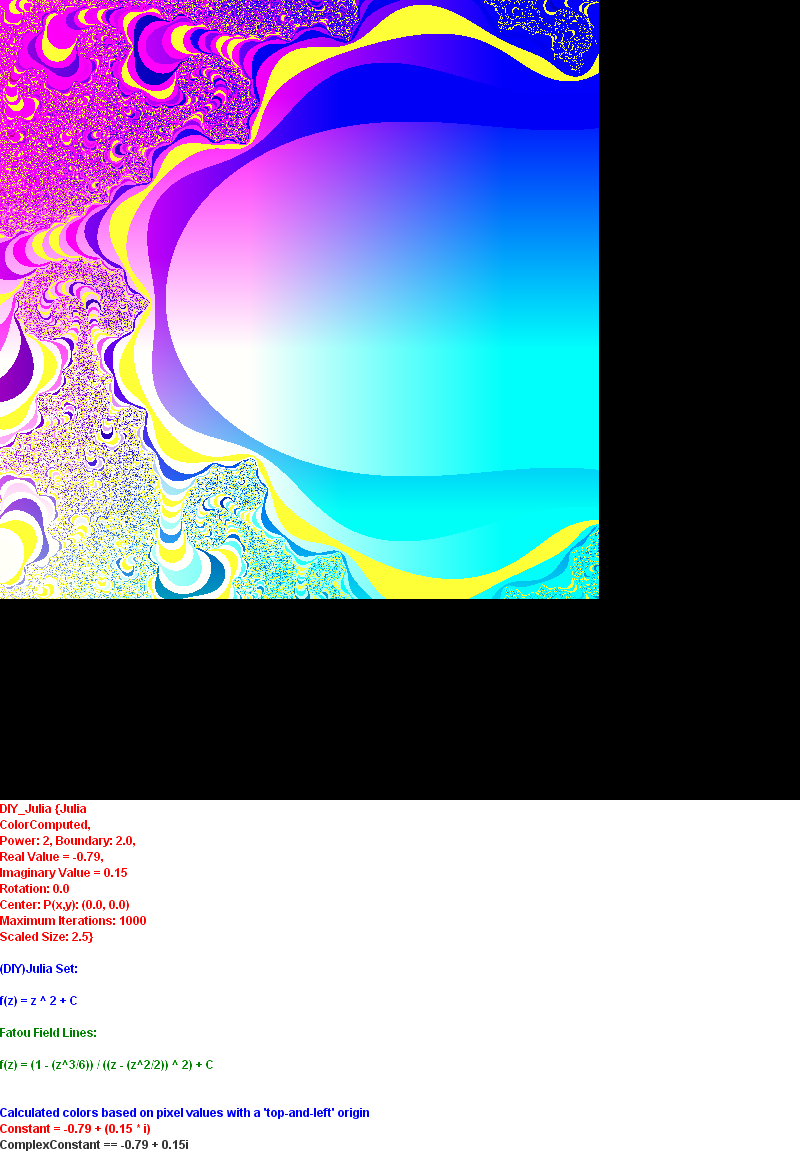 DIY_Julia {Julia
ColorComputed,
Power: 2, Boundary: 2.0,
Real Value = -0.79,
Imaginary Value = 0.15
Rotation: 0.0
Center: P(x,y): (0.0, 0.0)
Maximum Iterations: 1000
Scaled Size: 2.5}
(DIY)Julia Set:
f(z) = z ^ 2 + C
Fatou Field Lines:
f(z) = (1 - (z^3/6)) / ((z - (z^2/2)) ^ 2) + C
Calculated colors based on pixel values with a 'top-and-left' origin
Constant = -0.79 + (0.15 * i)
ComplexConstant == -0.79 + 0.15i